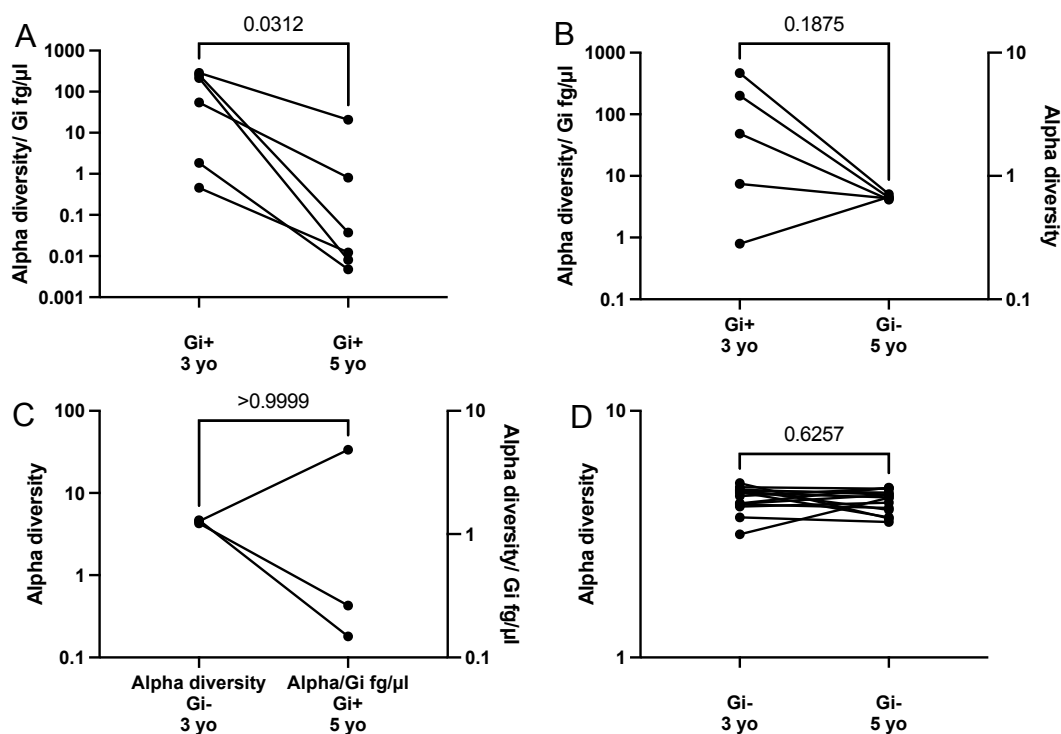 A
0.0312
1000
100
10
1
0.1
0.01
0.001
Alpha diversity/ Gi fg/µl
Gi+
3 yo
Gi+
5 yo
B
0.1875
1000
100
10
1
0.1
Alpha diversity/ Gi fg/µl
10
1
0.1
Alpha diversity
Gi+
3 yo
Gi-
5 yo
C
>0.9999
100
10
1
0.1
Alpha diversity
10
1
0.1
Alpha diversity/ Gi fg/µl
Alpha diversity
Gi-
3 yo
Alpha/Gi fg/µl
Gi+
5 yo
D
0.6257
10
1
Alpha diversity
Gi-
3 yo
Gi-
5 yo